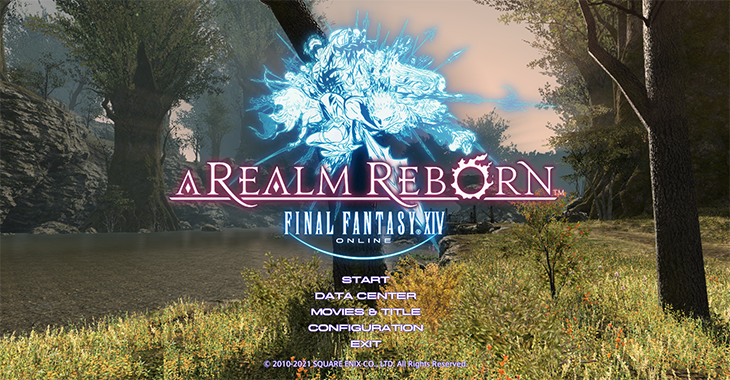 A REALM REBORN™
FINAL FANTASY XIV
ONLINE
START
DATA CENTER
MOVIES & TITLE
CONFIGURATION
EXIT
© 2010-2021 SQUARE ENIX CO., LTD. All Rights Reserved.